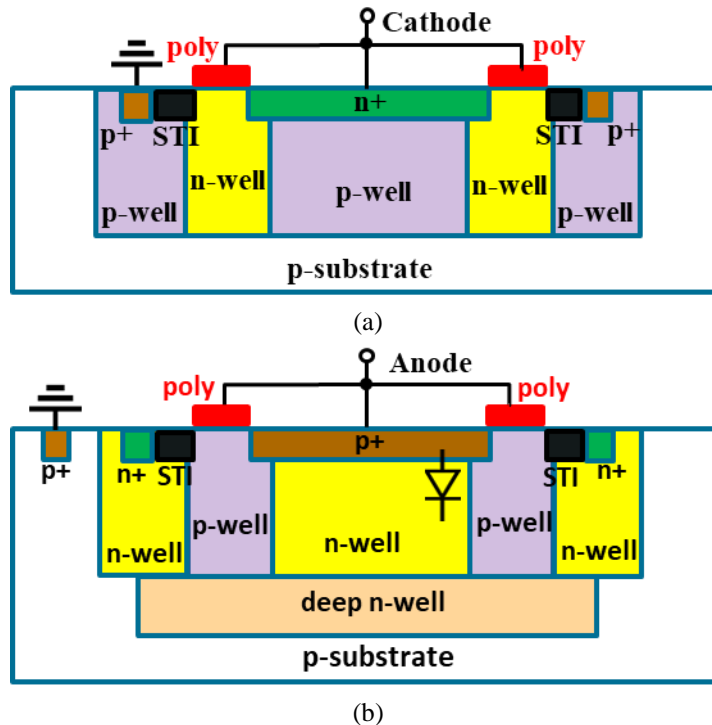 Cathode
poly poly
n+
p+ STI STI p+
n-well n-well
p-well p-well p-well
p-substrate
(a)
Anode
poly poly
p+
p+ n+ STI STI n+
p-well p-well
n-well n-well n-well
deep n-well
p-substrate
(b)